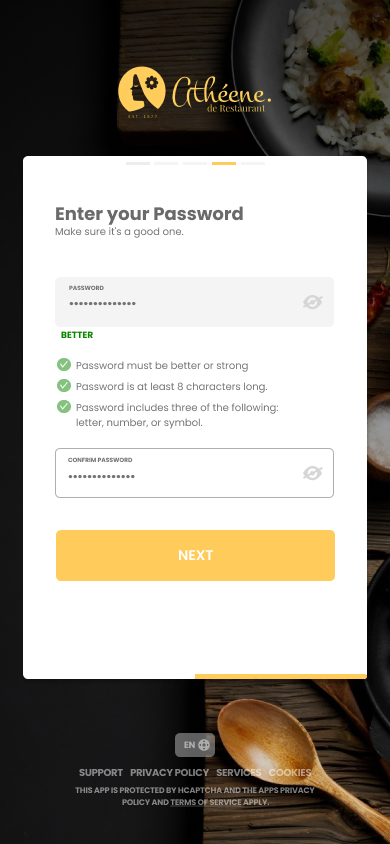 Athéene.
de Restaurant
EST. 1877
Enter your Password
Make sure it's a good one.
PASSWORD
••••••••••••••
BETTER
Password must be better or strong
Password is at least 8 characters long.
Password includes three of the following:
letter, number, or symbol.
CONFRIM PASSWORD
••••••••••••••
NEXT
EN
SUPPORT PRIVACY POLICY SERVICES COOKIES
THIS APP IS PROTECTED BY HCAPTCHA AND THE APPS PRIVACY
POLICY AND TERMS OF SERVICE APPLY.